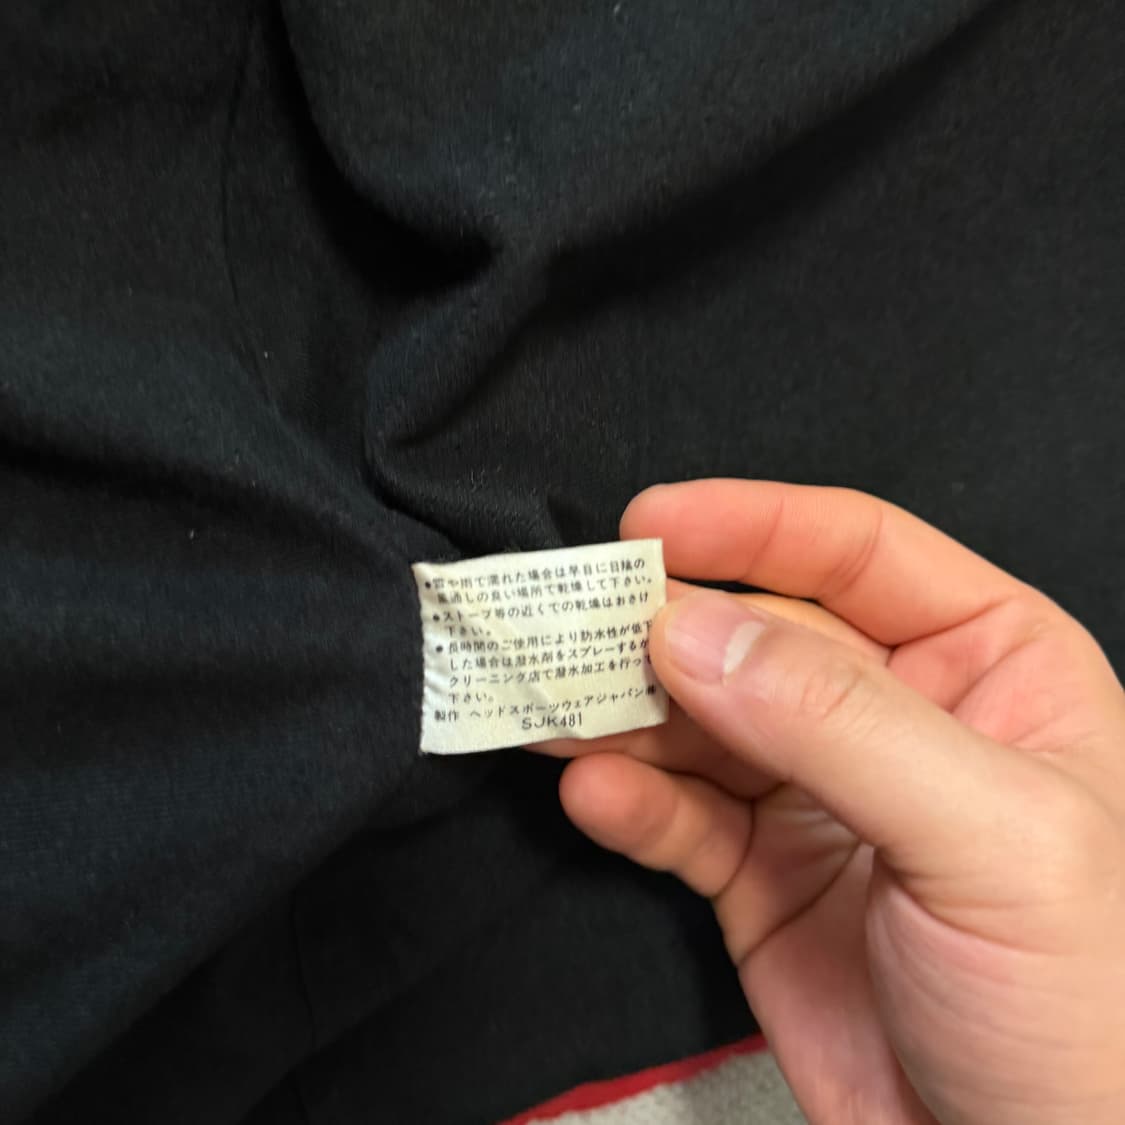 ●雪や雨で濡れた場合は早目に日陰の
風通しの良い場所で乾燥して下さい。
●ストーブ等の近くでの乾燥はおさけ
下さい。
●長時間のご使用により防水性が低下
した場合は溌水剤をスプレーするか
クリーニング店で溌水加工を行って
下さい。
製作 ヘッドスポーツウェアジャパン㈱
SJK481